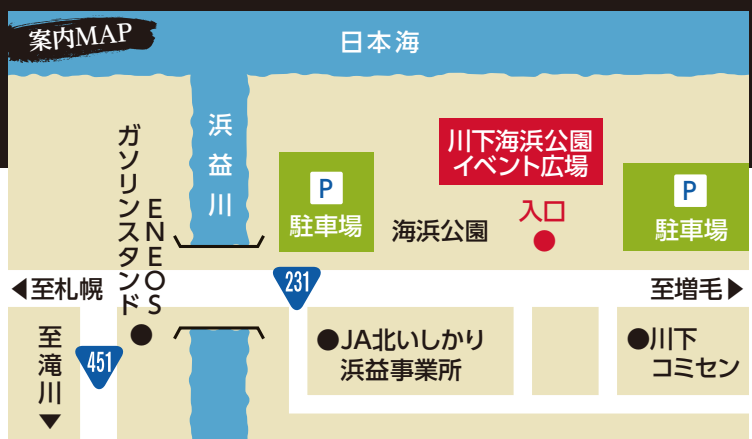 案内MAP
日本海
浜益川
ガソリンスタンド
ENEOS
P
駐車場
海浜公園
川下海浜公園
イベント広場
入口
P
駐車場
◀至札幌
231
至増毛▶
至滝川▼
451
●JA北いしかり
浜益事業所
●川下
コミセン